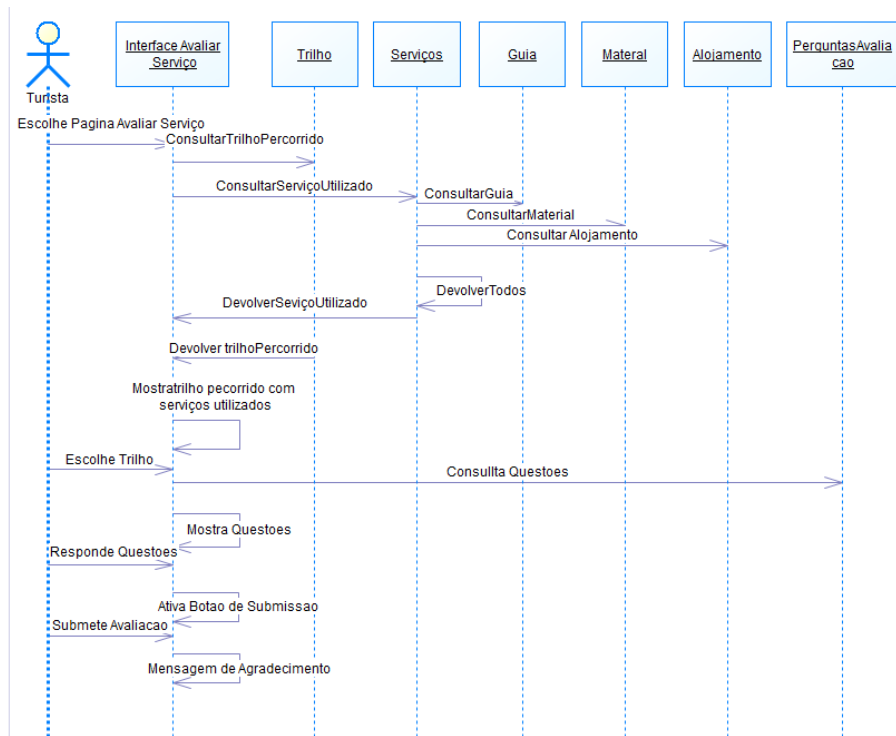 Interface Avaliar
Serviço
Trilho
Serviços
Guia
Materal
Alojamento
PerguntasAvalia
cao
Turista
Escolhe Pagina Avaliar Serviço
ConsultarTrilhoPercorrido
ConsultarServiçoUtilizado
ConsultarGuia
ConsultarMaterial
Consultar Alojamento
DevolverTodos
DevolverSeviçoUtilizado
Devolver trilhoPercorrido
Mostratrilho pecorrido com
serviços utilizados
Escolhe Trilho
Consullta Questoes
Mostra Questoes
Responde Questoes
Ativa Botao de Submissao
Submete Avaliacao
Mensagem de Agradecimento